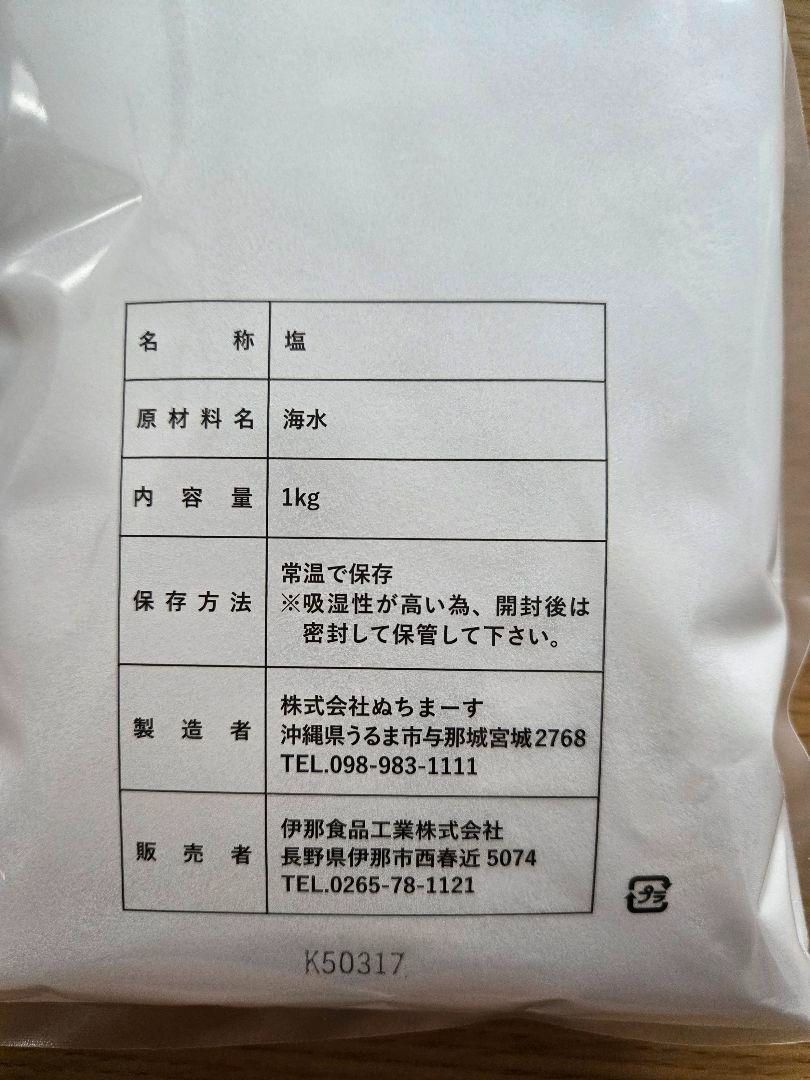 名称 塩
原材料名 海水
内容量 1kg
保存方法 常温で保存
※吸湿性が高い為、開封後は
密封して保管して下さい。
製造者 株式会社ぬちまーす
沖縄県うるま市与那城宮城2768
TEL.098-983-1111
販売者 伊那食品工業株式会社
長野県伊那市西春近5074
TEL.0265-78-1121
プラ
K50317